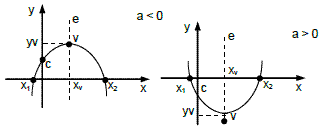 y
e
a < 0
yv
v
c
x₁
xᵥ
x₂
x
y
e
a > 0
x₁
c
xᵥ
x₂
x
yv
v